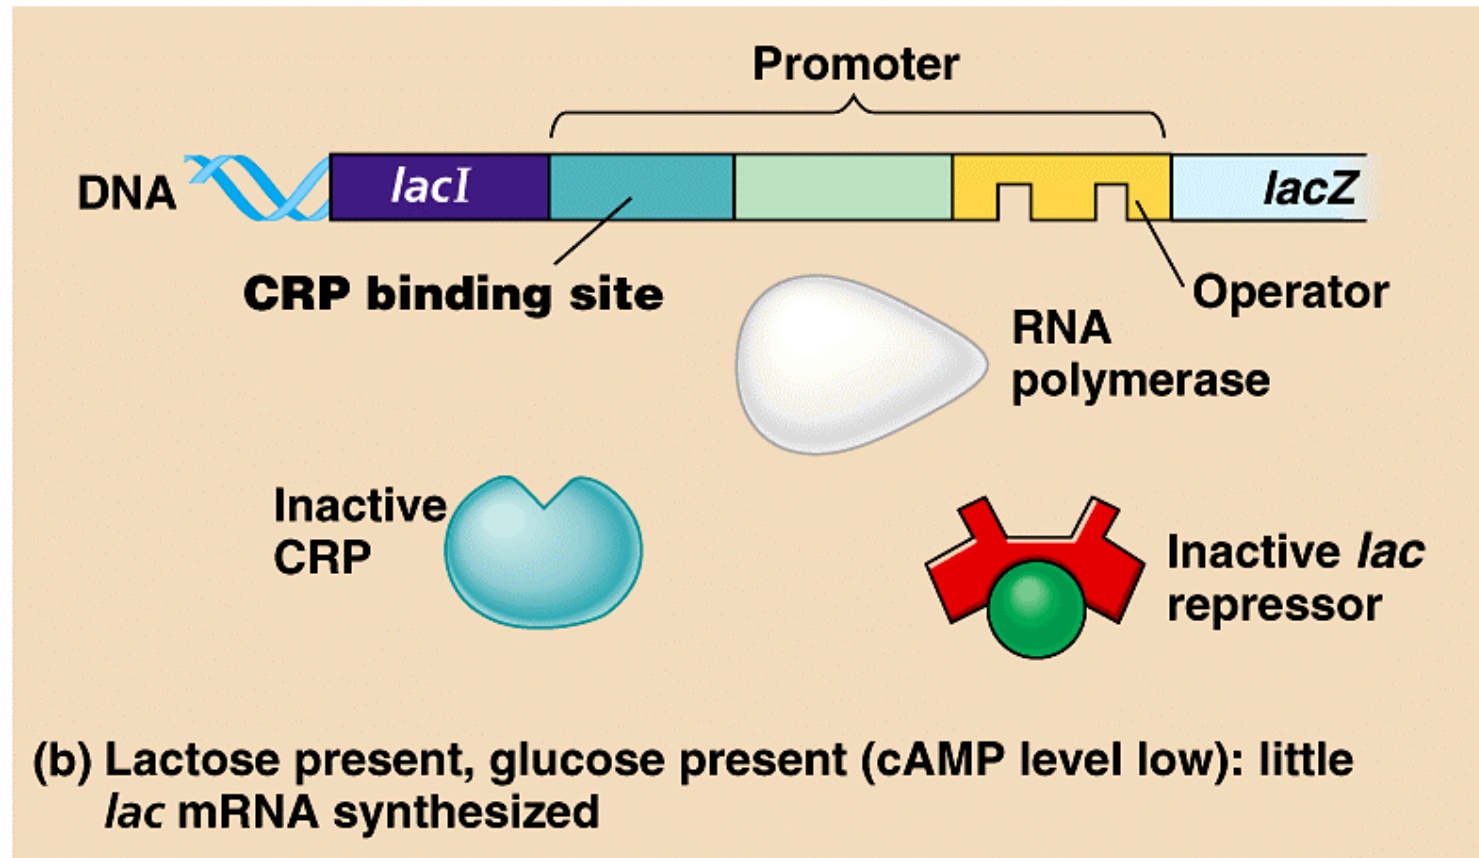 Promoter
DNA
lacI
lacZ
CRP binding site
Operator
RNA
polymerase
Inactive
CRP
Inactive lac
repressor
(b) Lactose present, glucose present (cAMP level low): little
lac mRNA synthesized